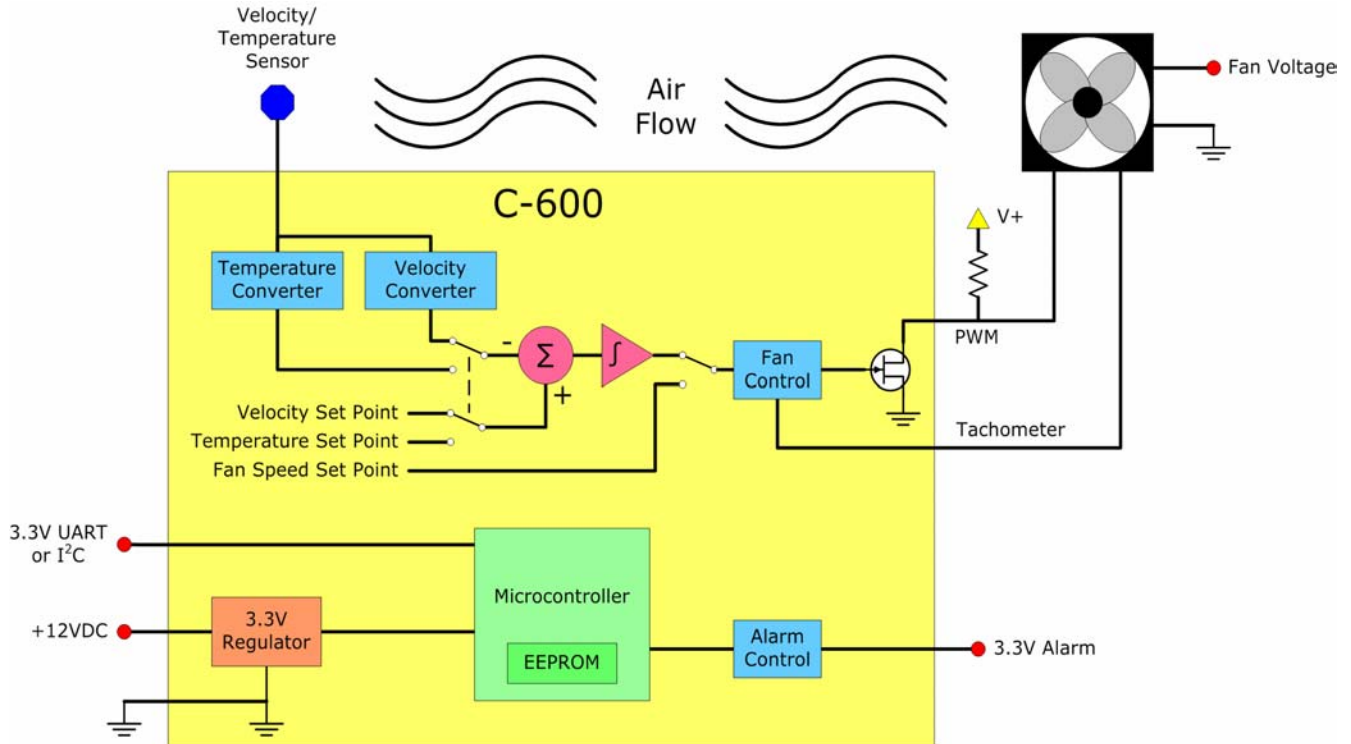 Velocity/
Temperature
Sensor
Air
Flow
Fan Voltage
C-600
V+
Temperature
Converter
Velocity
Converter
PWM
-
Σ
∫
+
Fan
Control
Velocity Set Point
Temperature Set Point
Fan Speed Set Point
Tachometer
3.3V UART
or I²C
Microcontroller
EEPROM
+12VDC
3.3V
Regulator
Alarm
Control
3.3V Alarm